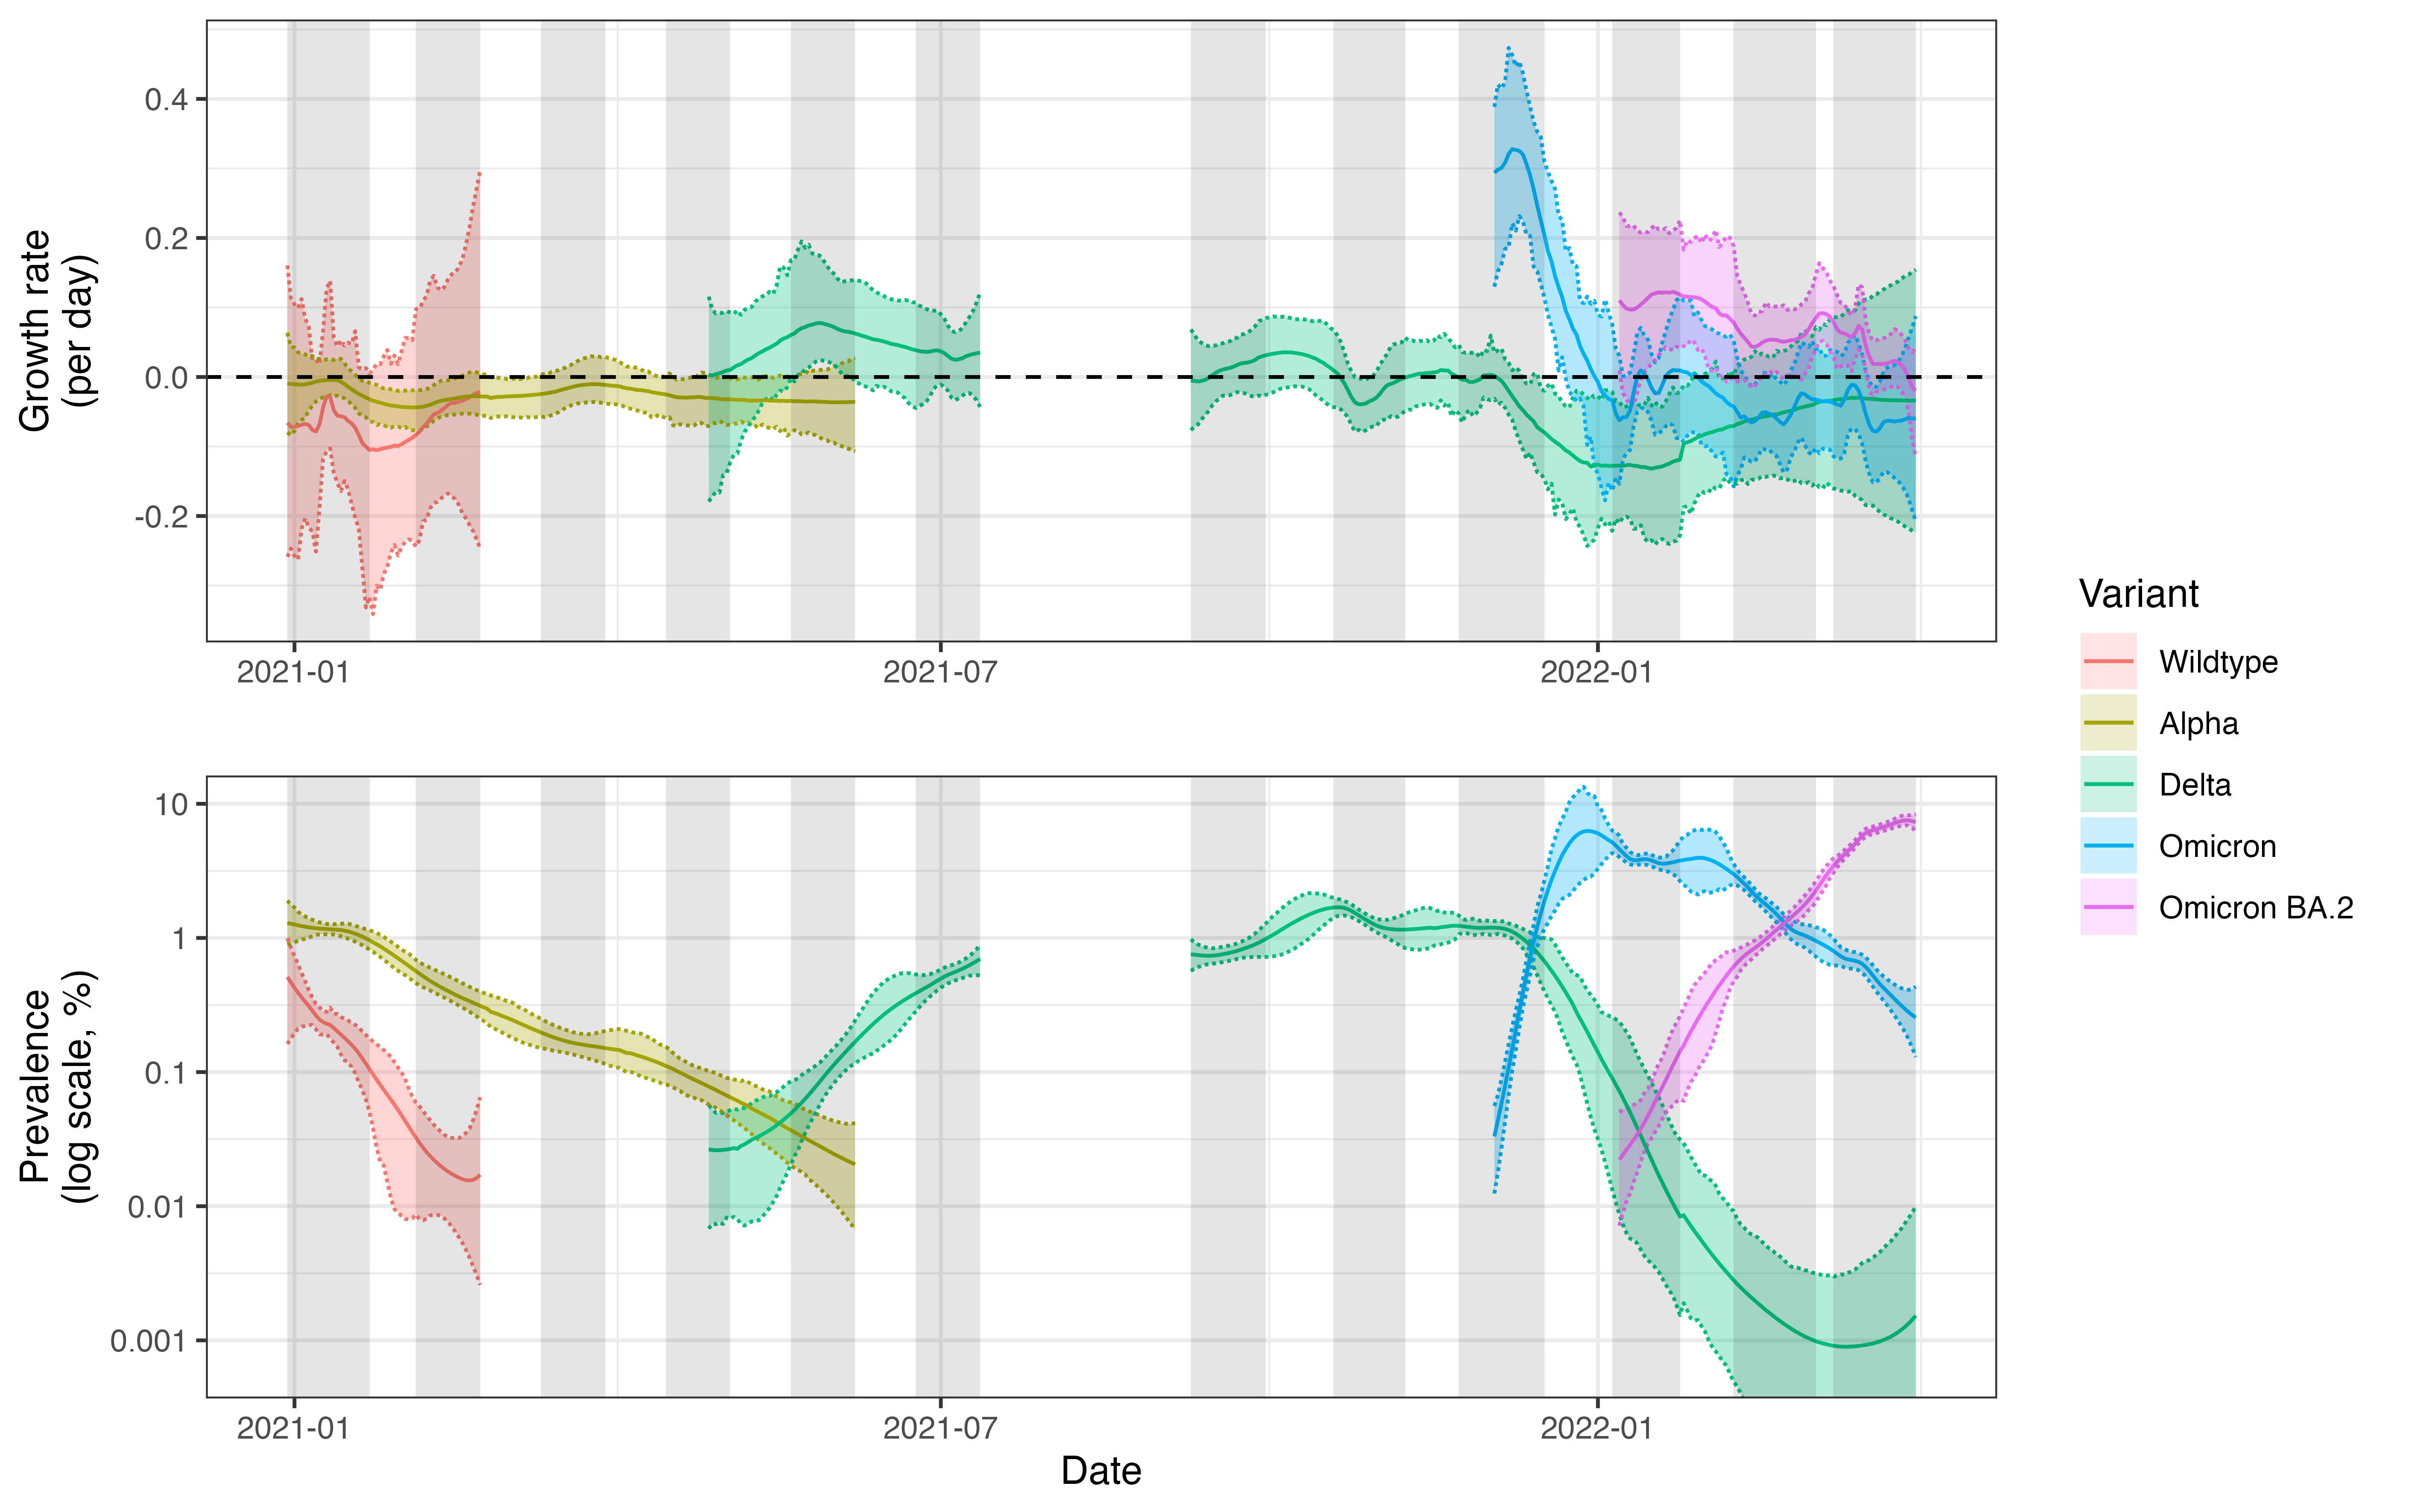 Growth rate
(per day)
0.4
0.2
0.0
-0.2
2021-01
2021-07
2022-01
Prevalence
(log scale, %)
10
1
0.1
0.01
0.001
2021-01
2021-07
2022-01
Date
Variant
Wildtype
Alpha
Delta
Omicron
Omicron BA.2